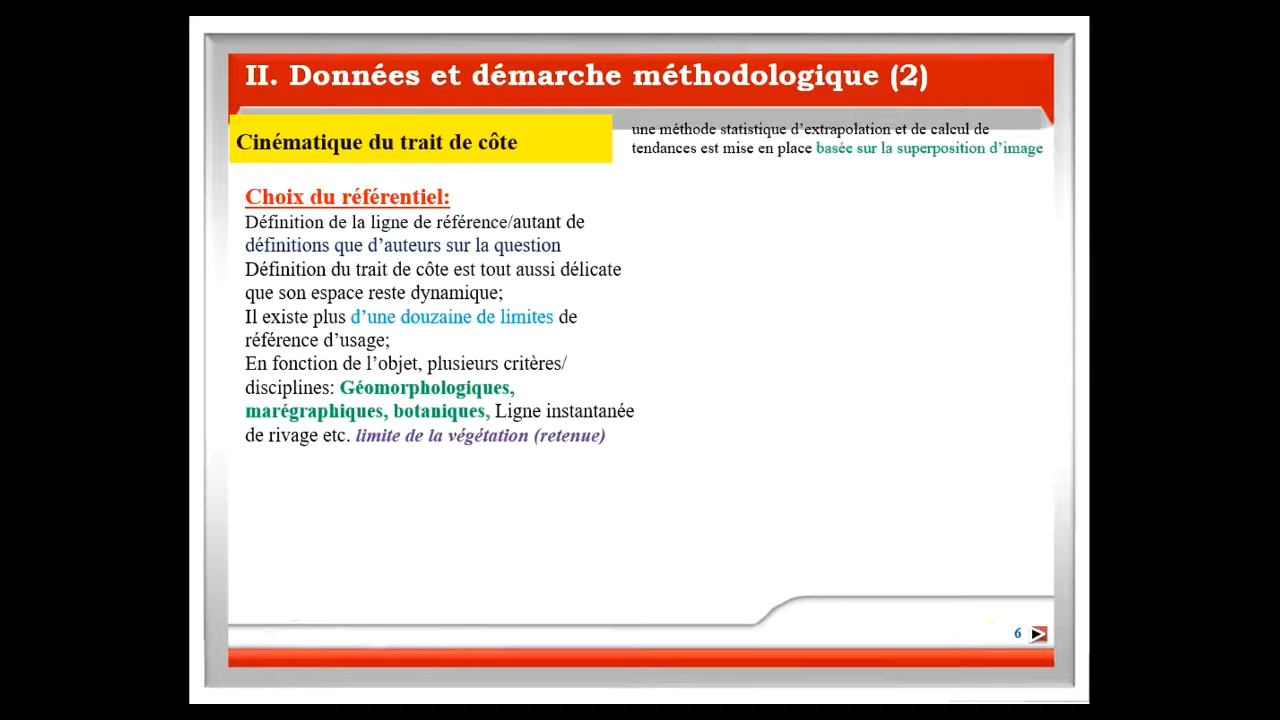 II. Données et démarche méthodologique (2)
Cinématique du trait de côte
une méthode statistique d’extrapolation et de calcul de
tendances est mise en place basée sur la superposition d’image
Choix du référentiel:
Définition de la ligne de référence/autant de
définitions que d’auteurs sur la question
Définition du trait de côte est tout aussi délicate
que son espace reste dynamique;
Il existe plus d’une douzaine de limites de
référence d’usage;
En fonction de l’objet, plusieurs critères/
disciplines: Géomorphologiques,
marégraphiques, botaniques, Ligne instantanée
de rivage etc. limite de la végétation (retenue)
6